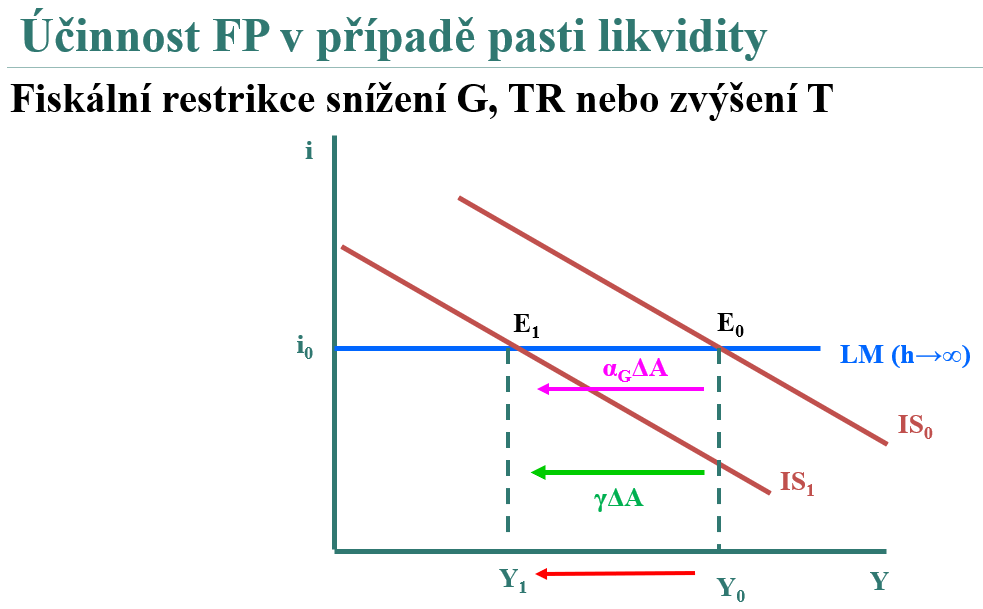 Účinnost FP v případě pasti likvidity
Fiskální restrikce snížení G, TR nebo zvýšení T
i
E₁
E₀
i₀
LM (h→∞)
α_GΔA
IS₀
IS₁
γΔA
Y₁
Y₀
Y